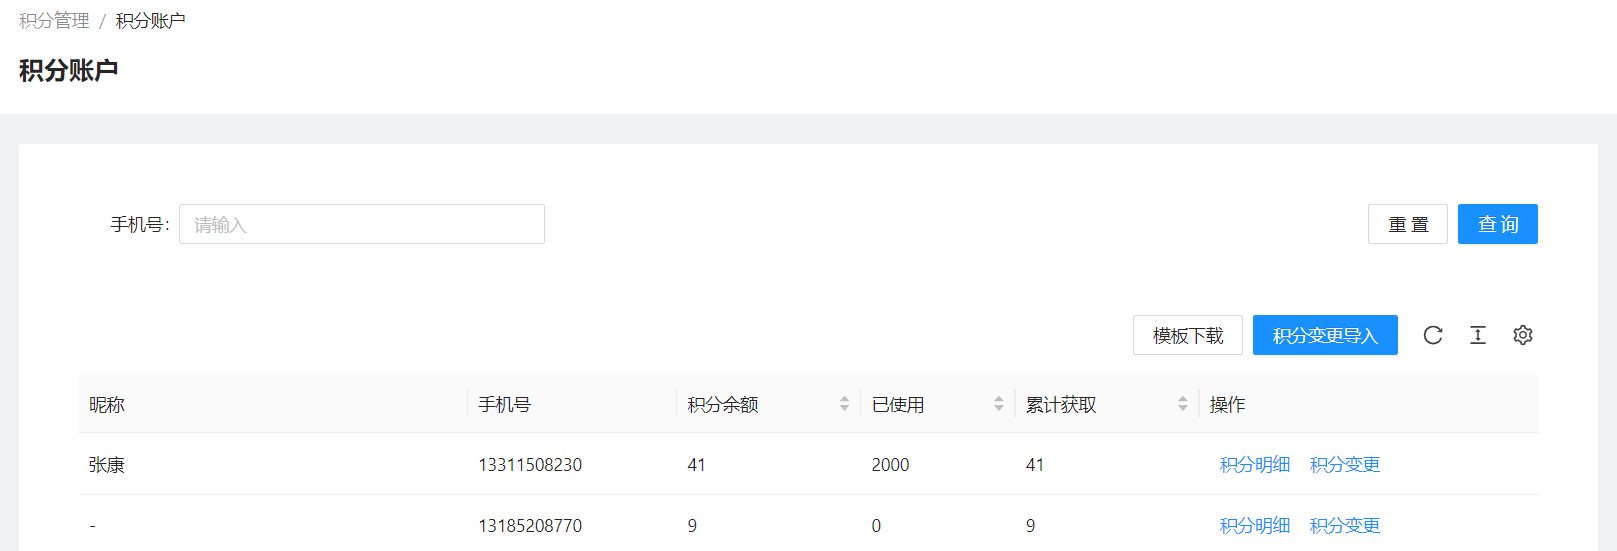 积分管理 / 积分账户
积分账户
手机号: 请输入 重 置 查 询
模板下载 积分变更导入
昵称 手机号 积分余额 已使用 累计获取 操作
张康 13311508230 41 2000 41 积分明细 积分变更
- 13185208770 9 0 9 积分明细 积分变更